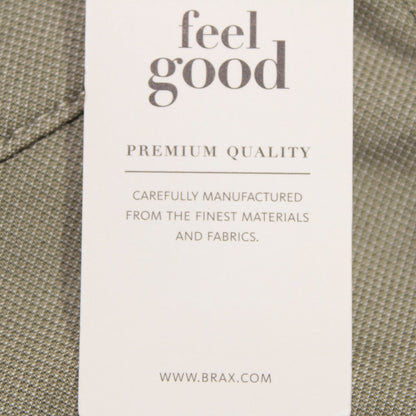 feel
good
PREMIUM QUALITY
CAREFULLY MANUFACTURED
FROM THE FINEST MATERIALS
AND FABRICS.
WWW.BRAX.COM